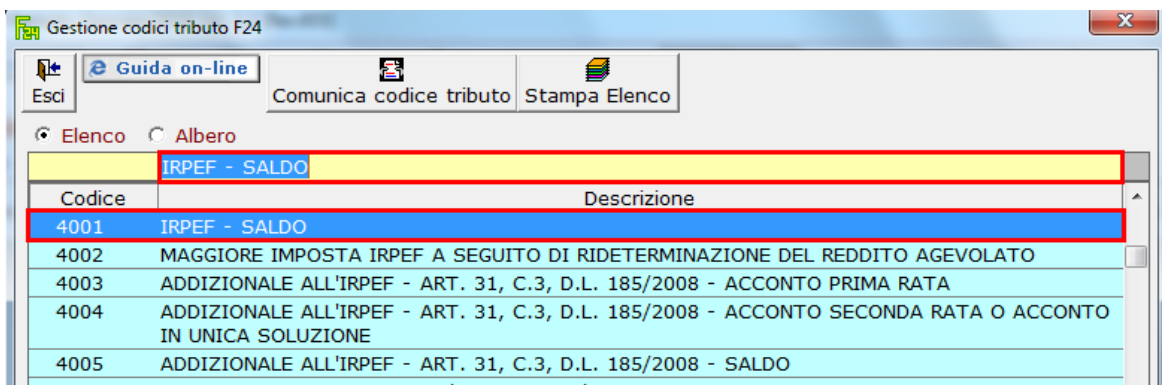 F24 Gestione codici tributo F24
Guida on-line
Esci Comunica codice tributo Stampa Elenco
Elenco Albero
IRPEF - SALDO
Codice Descrizione
4001 IRPEF - SALDO
4002 MAGGIORE IMPOSTA IRPEF A SEGUITO DI RIDETERMINAZIONE DEL REDDITO AGEVOLATO
4003 ADDIZIONALE ALL'IRPEF - ART. 31, C.3, D.L. 185/2008 - ACCONTO PRIMA RATA
4004 ADDIZIONALE ALL'IRPEF - ART. 31, C.3, D.L. 185/2008 - ACCONTO SECONDA RATA O ACCONTO
IN UNICA SOLUZIONE
4005 ADDIZIONALE ALL'IRPEF - ART. 31, C.3, D.L. 185/2008 - SALDO